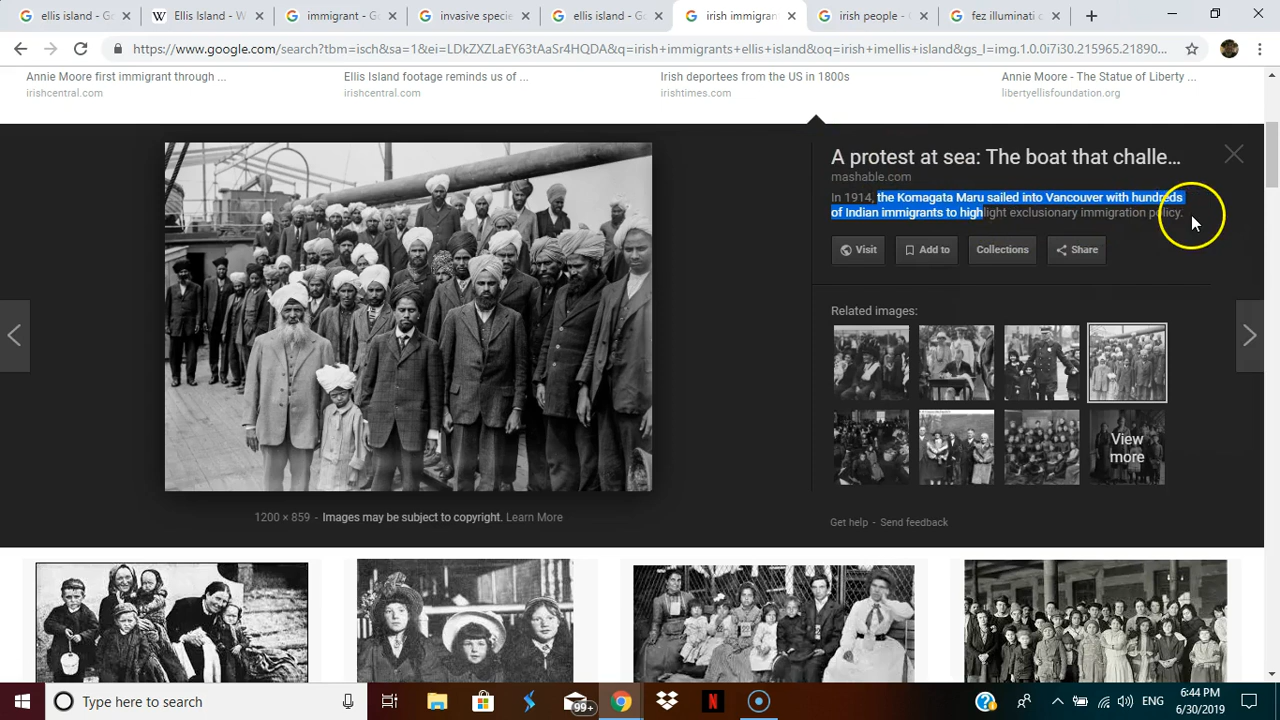 ellis island - Ge
Ellis Island - W
immigrant - Go
invasive specie
ellis island - Go
irish immigran
irish people - G
fez illuminati c
https://www.google.com/search?tbm=isch&sa=1&ei=LDkZXZLaEY63tAaSr4HQDA&q=irish+immigrants+ellis+island&oq=irish+imellis+island&gs_l=img.1.0.0i7i30.215965.21890...
Annie Moore first immigrant through ...
irishcentral.com
Ellis Island footage reminds us of ...
irishcentral.com
Irish deportees from the US in 1800s
irishtimes.com
Annie Moore - The Statue of Liberty ...
libertyellisfoundation.org
A protest at sea: The boat that challe...
mashable.com
In 1914, the Komagata Maru sailed into Vancouver with hundreds
of Indian immigrants to highlight exclusionary immigration policy.
Visit
Add to
Collections
Share
Related images:
View
more
1200 × 859 - Images may be subject to copyright. Learn More
Get help - Send feedback
Type here to search
99+
ENG
6:44 PM
6/30/2019